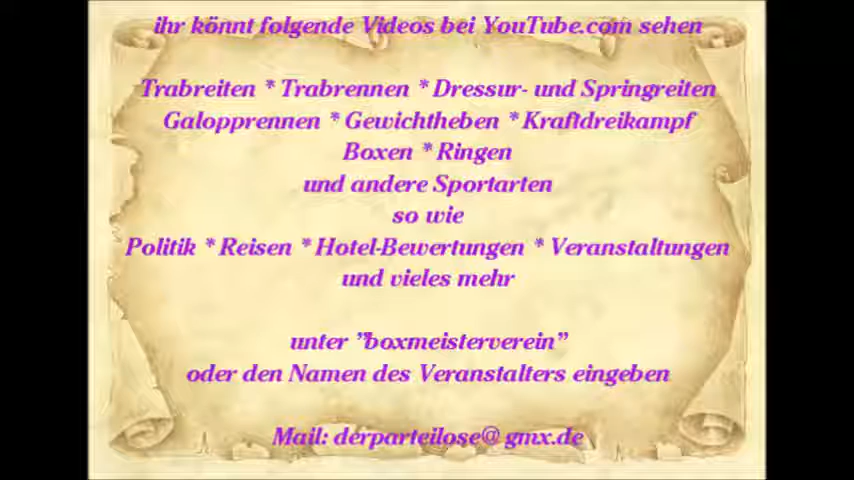 ihr könnt folgende Videos bei YouTube.com sehen
Trabreiten * Trabrennen * Dressur- und Springreiten
Galopprennen * Gewichtheben * Kraftdreikampf
Boxen * Ringen
und andere Sportarten
so wie
Politik * Reisen * Hotel-Bewertungen * Veranstaltungen
und vieles mehr
unter "boxmeisterverein"
oder den Namen des Veranstalters eingeben
Mail: derparteilose@gmx.de